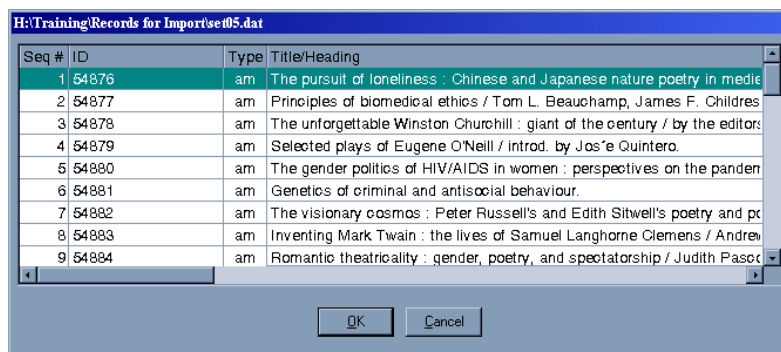 H:\Training\Records for Import\set05.dat
Seq # ID Type Title/Heading
1 54876 am The pursuit of loneliness : Chinese and Japanese nature poetry in
2 54877 am Principles of biomedical ethics / Tom L. Beauchamp, James F.
3 54878 am The unforgettable Winston Churchill : giant of the century / by the editors
4 54879 am Selected plays of Eugene O'Neill / introd. by Jos´e Quintero.
5 54880 am The gender politics of HIV/AIDS in women : perspectives on the
6 54881 am Genetics of criminal and antisocial behaviour.
7 54882 am The visionary cosmos : Peter Russell's and Edith Sitwell's poetry and
8 54883 am Inventing Mark Twain : the lives of Samuel Langhorne Clemens /
9 54884 am Romantic theatricality : gender, poetry, and spectatorship / Judith
OK Cancel